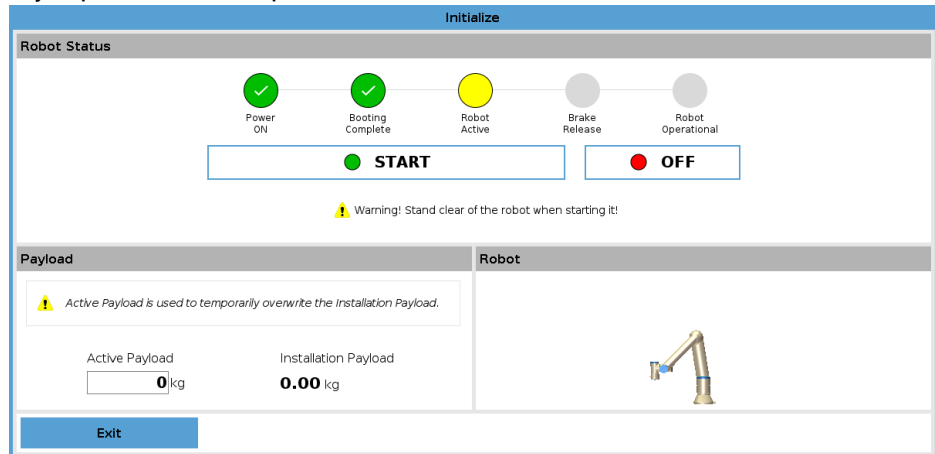 Initialize
Robot Status
Power
ON
Booting
Complete
Robot
Active
Brake
Release
Robot
Operational
START
OFF
Warning! Stand clear of the robot when starting it!
Payload
Robot
Active Payload is used to temporarily overwrite the Installation Payload.
Active Payload
Installation Payload
0 kg
0.00 kg
Exit